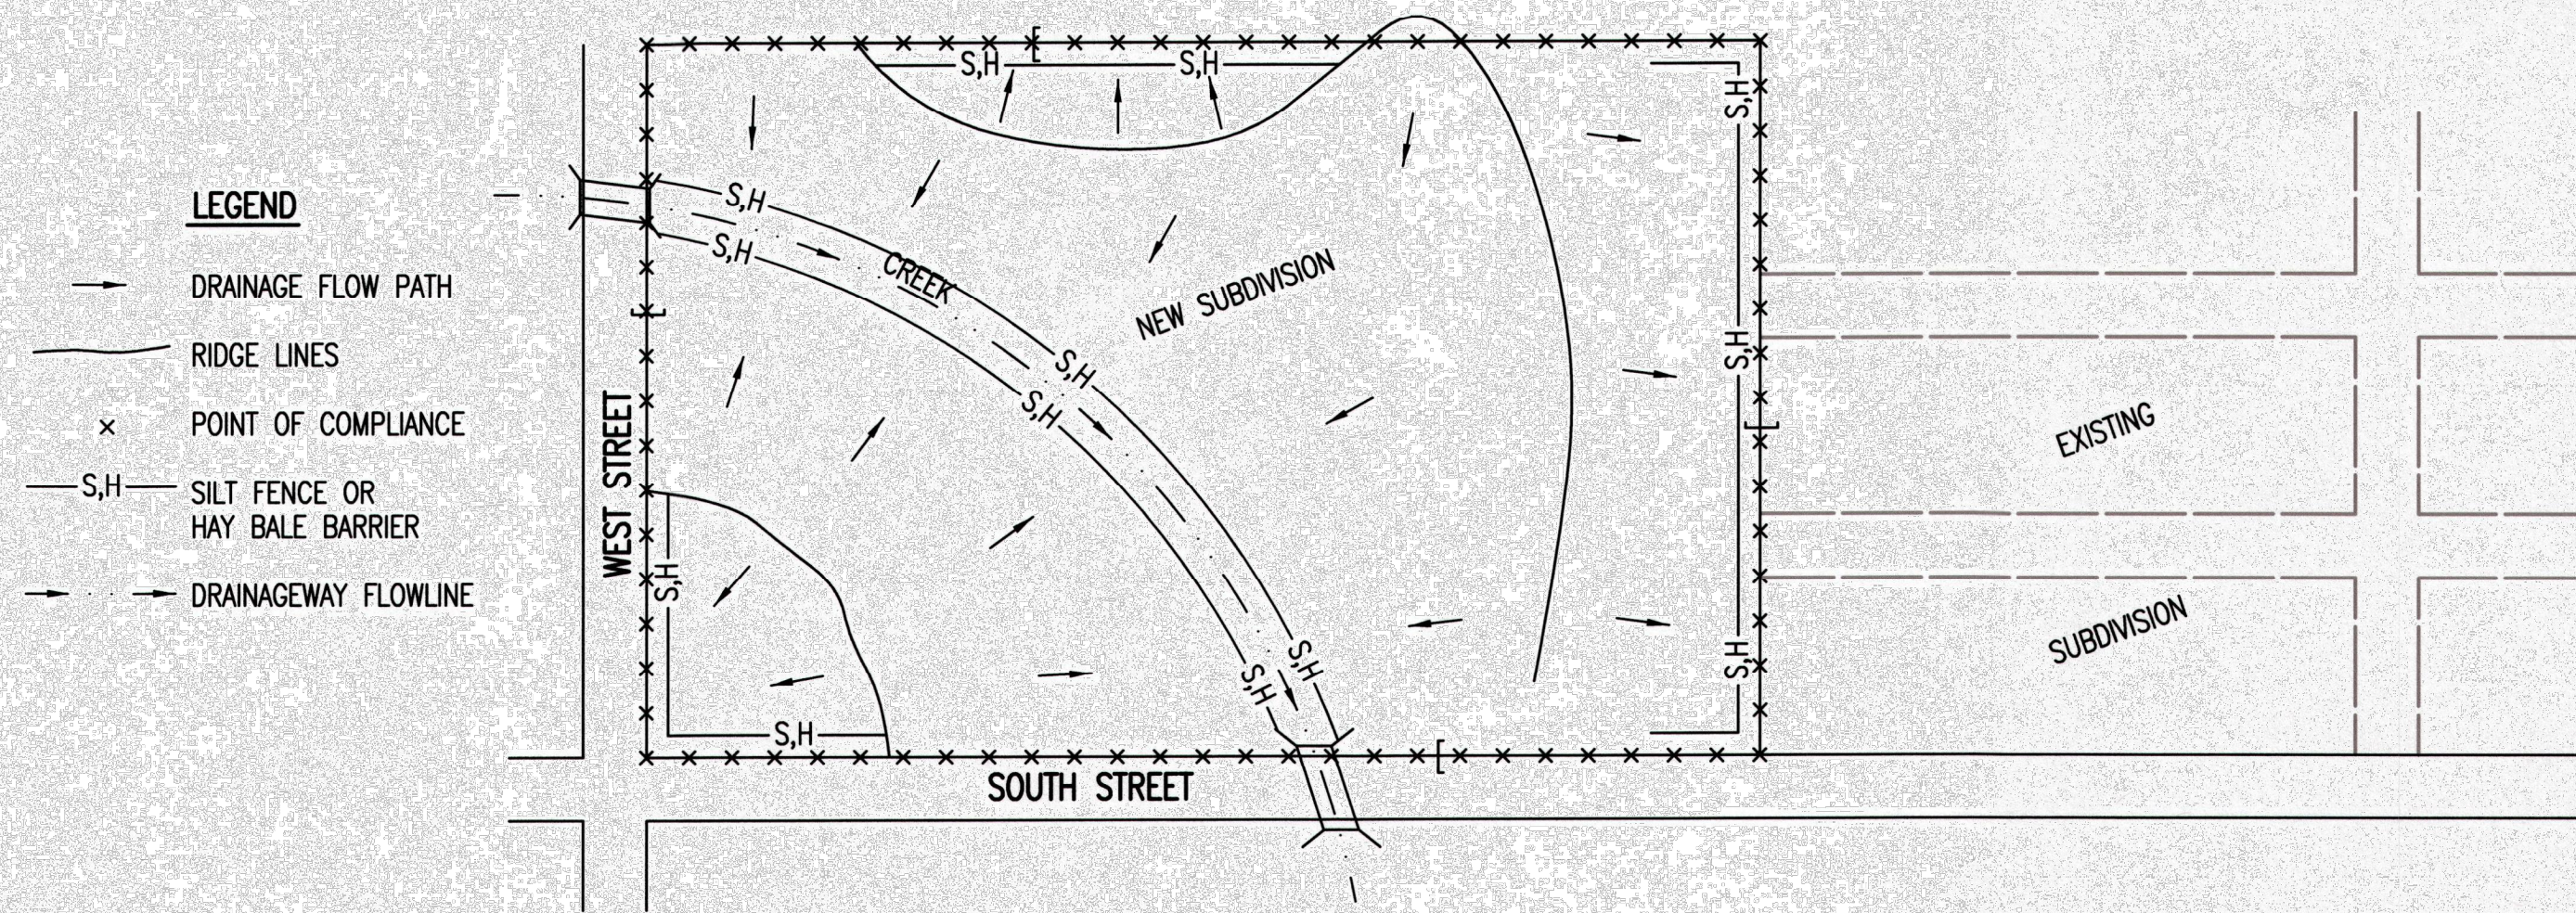 LEGEND
DRAINAGE FLOW PATH
RIDGE LINES
× POINT OF COMPLIANCE
S,H SILT FENCE OR
HAY BALE BARRIER
DRAINAGEWAY FLOWLINE
S,H
S,H
S,H
S,H
CREEK
NEW SUBDIVISION
S,H
S,H
S,H
S,H
S,H
S,H
S,H
S,H
S,H
WEST STREET
SOUTH STREET
EXISTING
SUBDIVISION